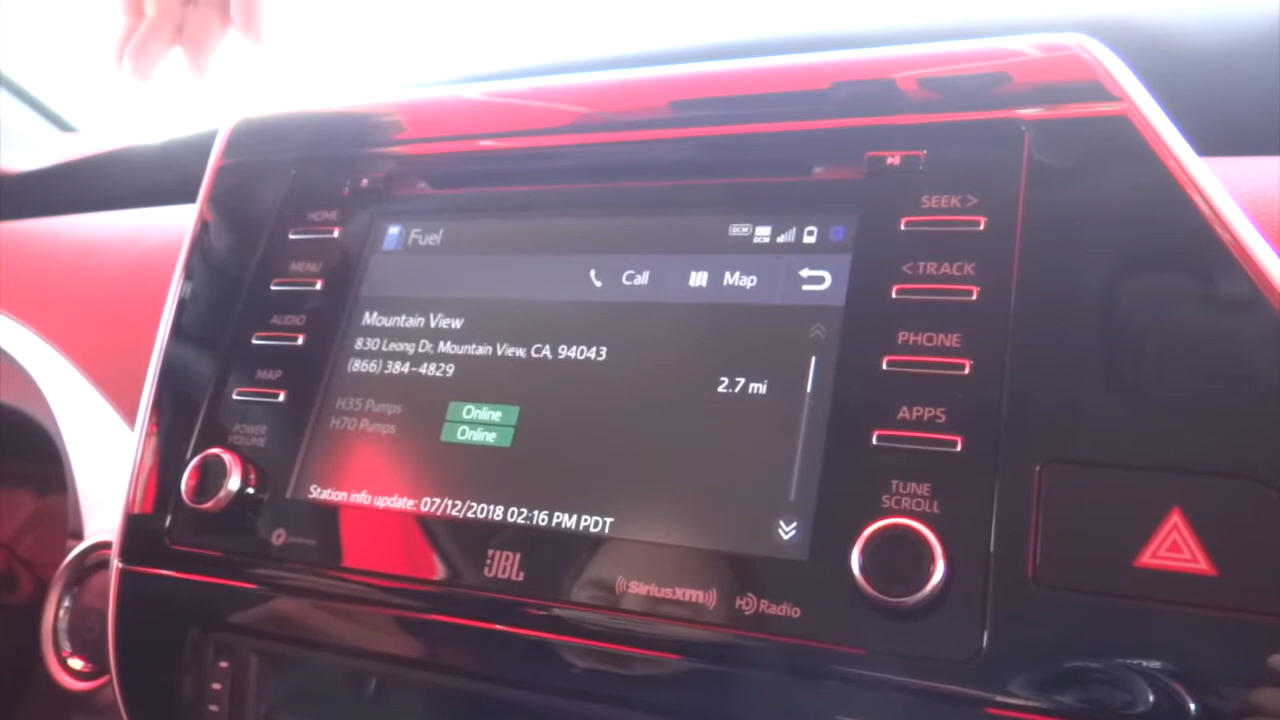 HOME
MENU
AUDIO
MAP
POWER
VOLUME
Fuel
DCM
DCM
Call
Map
Mountain View
830 Leong Dr, Mountain View, CA, 94043
(866) 384-4829
2.7 mi
H35 Pumps Online
H70 Pumps Online
Station info update: 07/12/2018 02:16 PM PDT
SEEK >
< TRACK
PHONE
APPS
TUNE
SCROLL
JBL
((SiriusXM))
HD Radio